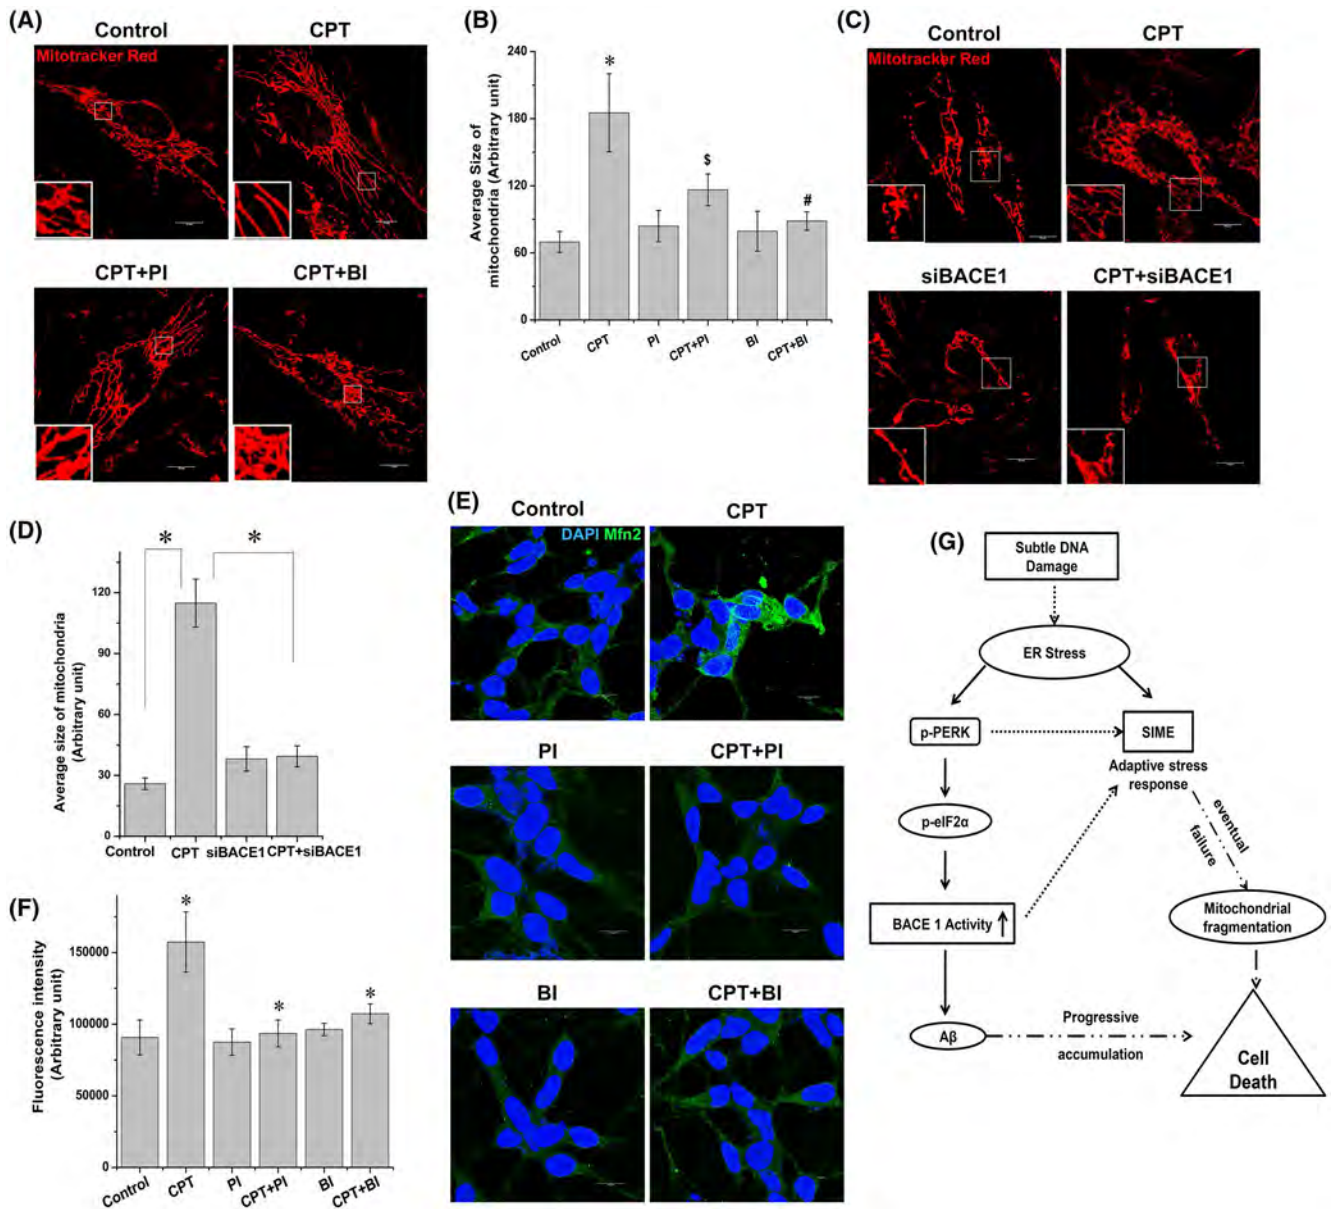 (A)
Control
CPT
Mitotracker Red
CPT+PI
CPT+BI
(B)
Average Size of
mitochondria (Arbitrary unit)
240
180
120
60
0
*
$
#
Control
CPT
PI
CPT+PI
BI
CPT+BI
(C)
Control
CPT
Mitotracker Red
siBACE1
CPT+siBACE1
(D)
Average size of mitochondria
(Arbitrary unit)
120
90
60
30
0
*
*
Control
CPT
siBACE1
CPT+siBACE1
(E)
Control
CPT
DAPI Mfn2
PI
CPT+PI
BI
CPT+BI
(F)
Fluorescence intensity
(Arbitrary unit)
150000
100000
50000
0
*
*
*
Control
CPT
PI
CPT+PI
BI
CPT+BI
(G)
Subtle DNA
Damage
ER Stress
p-PERK
SIME
Adaptive stress
response
p-eIF2α
eventual
failure
BACE 1 Activity
Mitochondrial
fragmentation
Aβ
Progressive
accumulation
Cell
Death